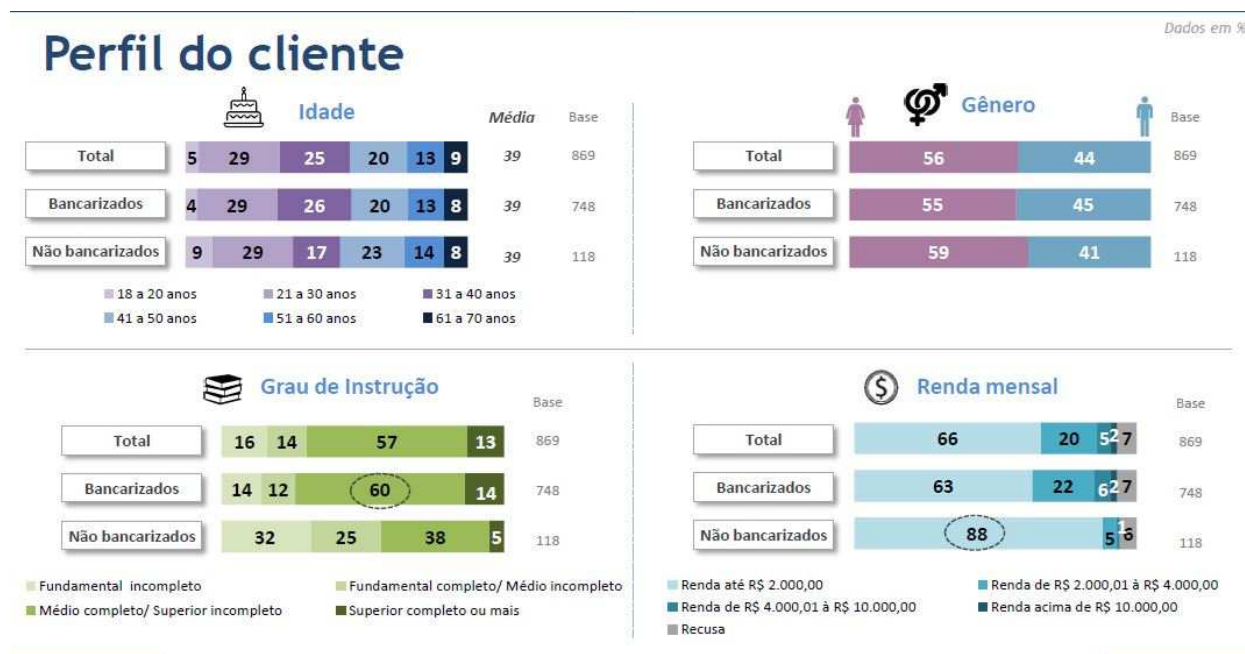 Dados em %
Perfil do cliente
Idade
Média Base
Total 5 29 25 20 13 9 39 869
Bancarizados 4 29 26 20 13 8 39 748
Não bancarizados 9 29 17 23 14 8 39 118
18 a 20 anos 21 a 30 anos 31 a 40 anos
41 a 50 anos 51 a 60 anos 61 a 70 anos
Gênero
Base
Total 56 44 869
Bancarizados 55 45 748
Não bancarizados 59 41 118
Grau de Instrução
Base
Total 16 14 57 13 869
Bancarizados 14 12 60 14 748
Não bancarizados 32 25 38 5 118
Fundamental incompleto Fundamental completo/ Médio incompleto
Médio completo/ Superior incompleto Superior completo ou mais
$ Renda mensal
Base
Total 66 20 5 2 7 869
Bancarizados 63 22 6 2 7 748
Não bancarizados 88 5 1 6 118
Renda até R$ 2.000,00 Renda de R$ 2.000,01 à R$ 4.000,00
Renda de R$ 4.000,01 à R$ 10.000,00 Renda acima de R$ 10.000,00
Recusa